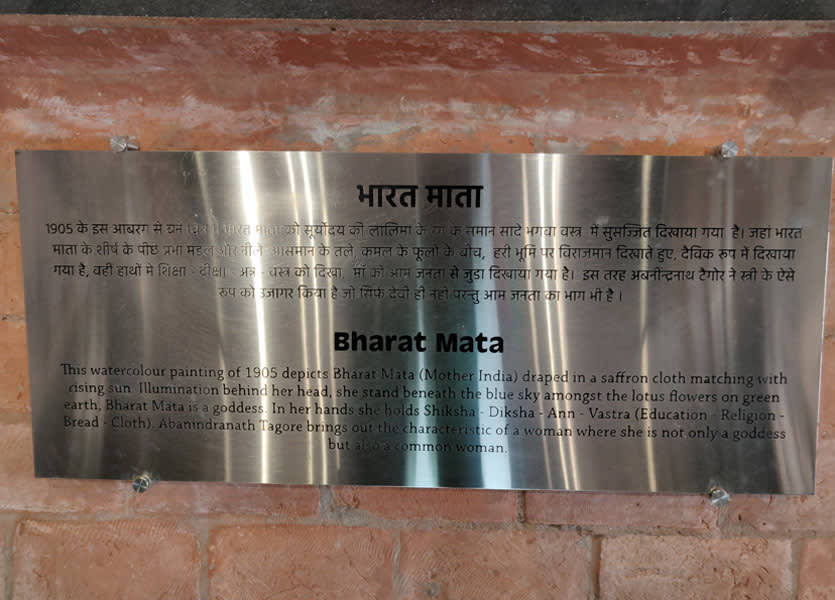 भारत माता
1905 के इस आबरंग से बने चित्र में भारत माता को सूर्योदय की लालिमा के रंग के समान सादे भगवा वस्त्र में सुसज्जित दिखाया गया है। जहां भारत
माता के शीर्ष के पीछे प्रभा मंडल और नीले आसमान के तले, कमल के फूलों के बीच, हरी भूमि पर विराजमान दिखाते हुए, दैविक रुप में दिखाया
गया है, वही हाथों मे शिक्षा - दीक्षा - अन्न - वस्त्र को दिखा, माँ को आम जनता से जुडा दिखाया गया है। इस तरह अबनीन्द्रनाथ टैगोर ने स्त्री के ऐसे
रुप को उजागर किया है जो सिर्फ देवी ही नही परन्तु आम जनता का भाग भी है ।
Bharat Mata
This watercolour painting of 1905 depicts Bharat Mata (Mother India) draped in a saffron cloth matching with
rising sun. Illumination behind her head, she stand beneath the blue sky amongst the lotus flowers on green
earth, Bharat Mata is a goddess. In her hands she holds Shiksha - Diksha - Ann - Vastra (Education - Religion -
Bread - Cloth). Abanindranath Tagore brings out the characteristic of a woman where she is not only a goddess
but also a common woman.